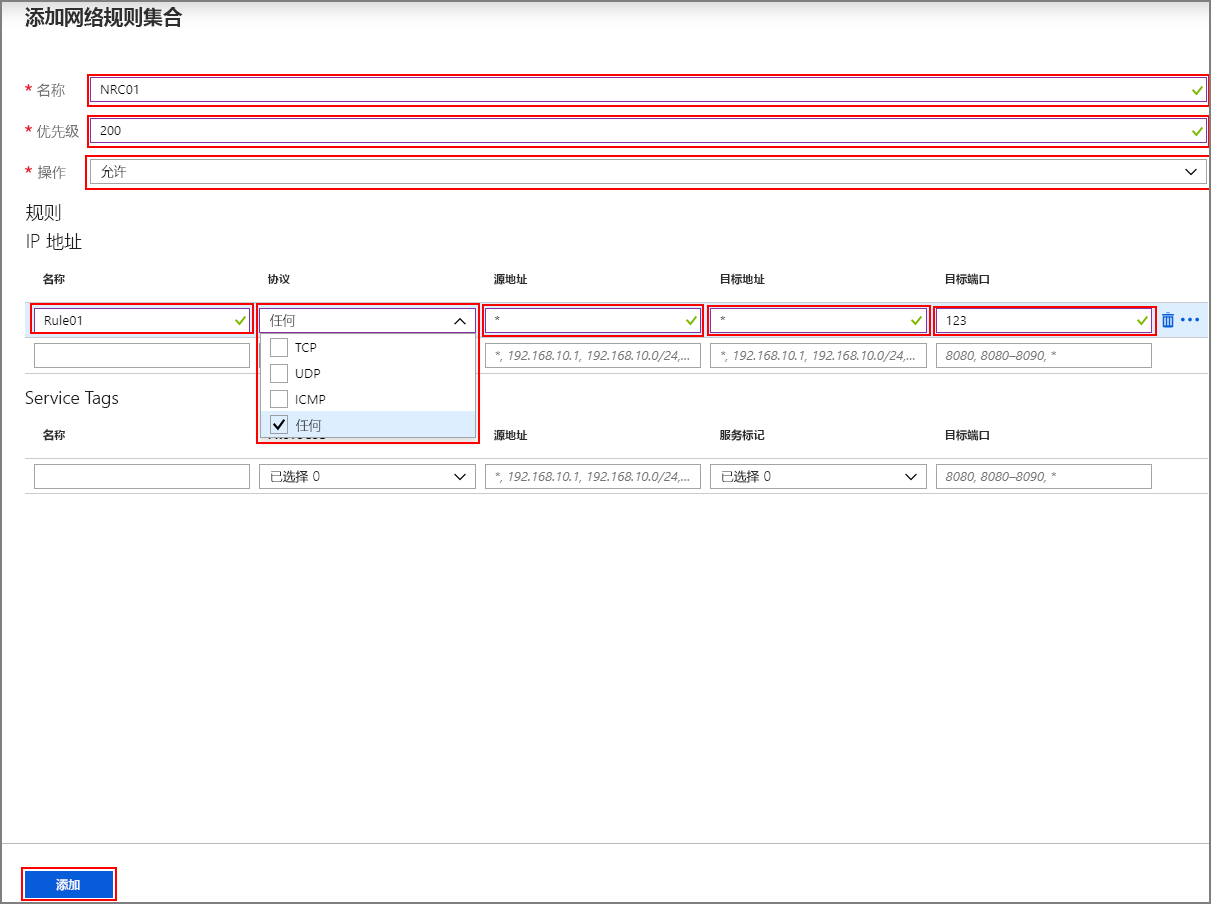 添加网络规则集合
* 名称 NRC01
* 优先级 200
* 操作 允许
规则
IP 地址
名称 协议 源地址 目标地址 目标端口
Rule01 任何 * * 123
TCP
*, 192.168.10.1, 192.168.10.0/24,... *, 192.168.10.1, 192.168.10.0/24,... 8080, 8080–8090, *
UDP
Service Tags
ICMP
任何
名称 源地址 服务标记 目标端口
已选择 0 *, 192.168.10.1, 192.168.10.0/24,... 已选择 0 8080, 8080–8090, *
添加